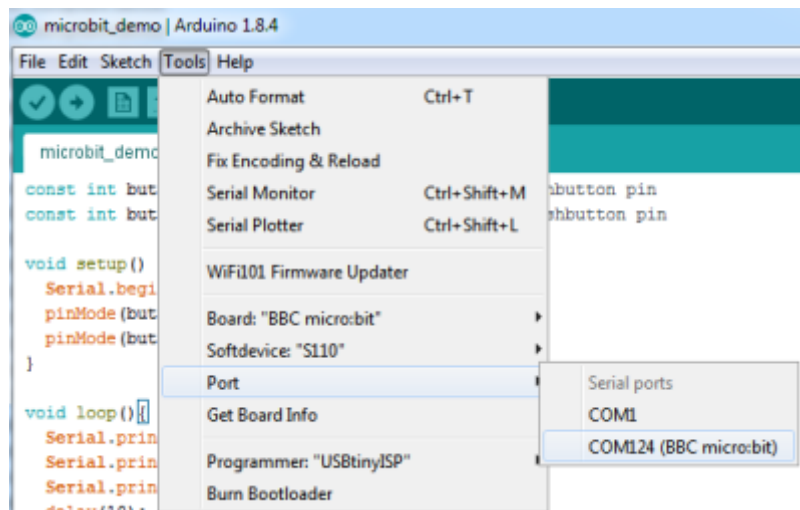 microbit_demo | Arduino 1.8.4
File Edit Sketch Tools Help
microbit_demo
Auto Format Ctrl+T
Archive Sketch
Fix Encoding & Reload
Serial Monitor Ctrl+Shift+M
Serial Plotter Ctrl+Shift+L
WiFi101 Firmware Updater
Board: "BBC micro:bit"
Softdevice: "S110"
Port
Get Board Info
Programmer: "USBtinyISP"
Burn Bootloader
Serial ports
COM1
COM124 (BBC micro:bit)
const int but
hbutton pin
const int but
shbutton pin
void setup()
Serial.begi
pinMode(but
pinMode(but
}
void loop(){
Serial.prin
Serial.prin
Serial.prin